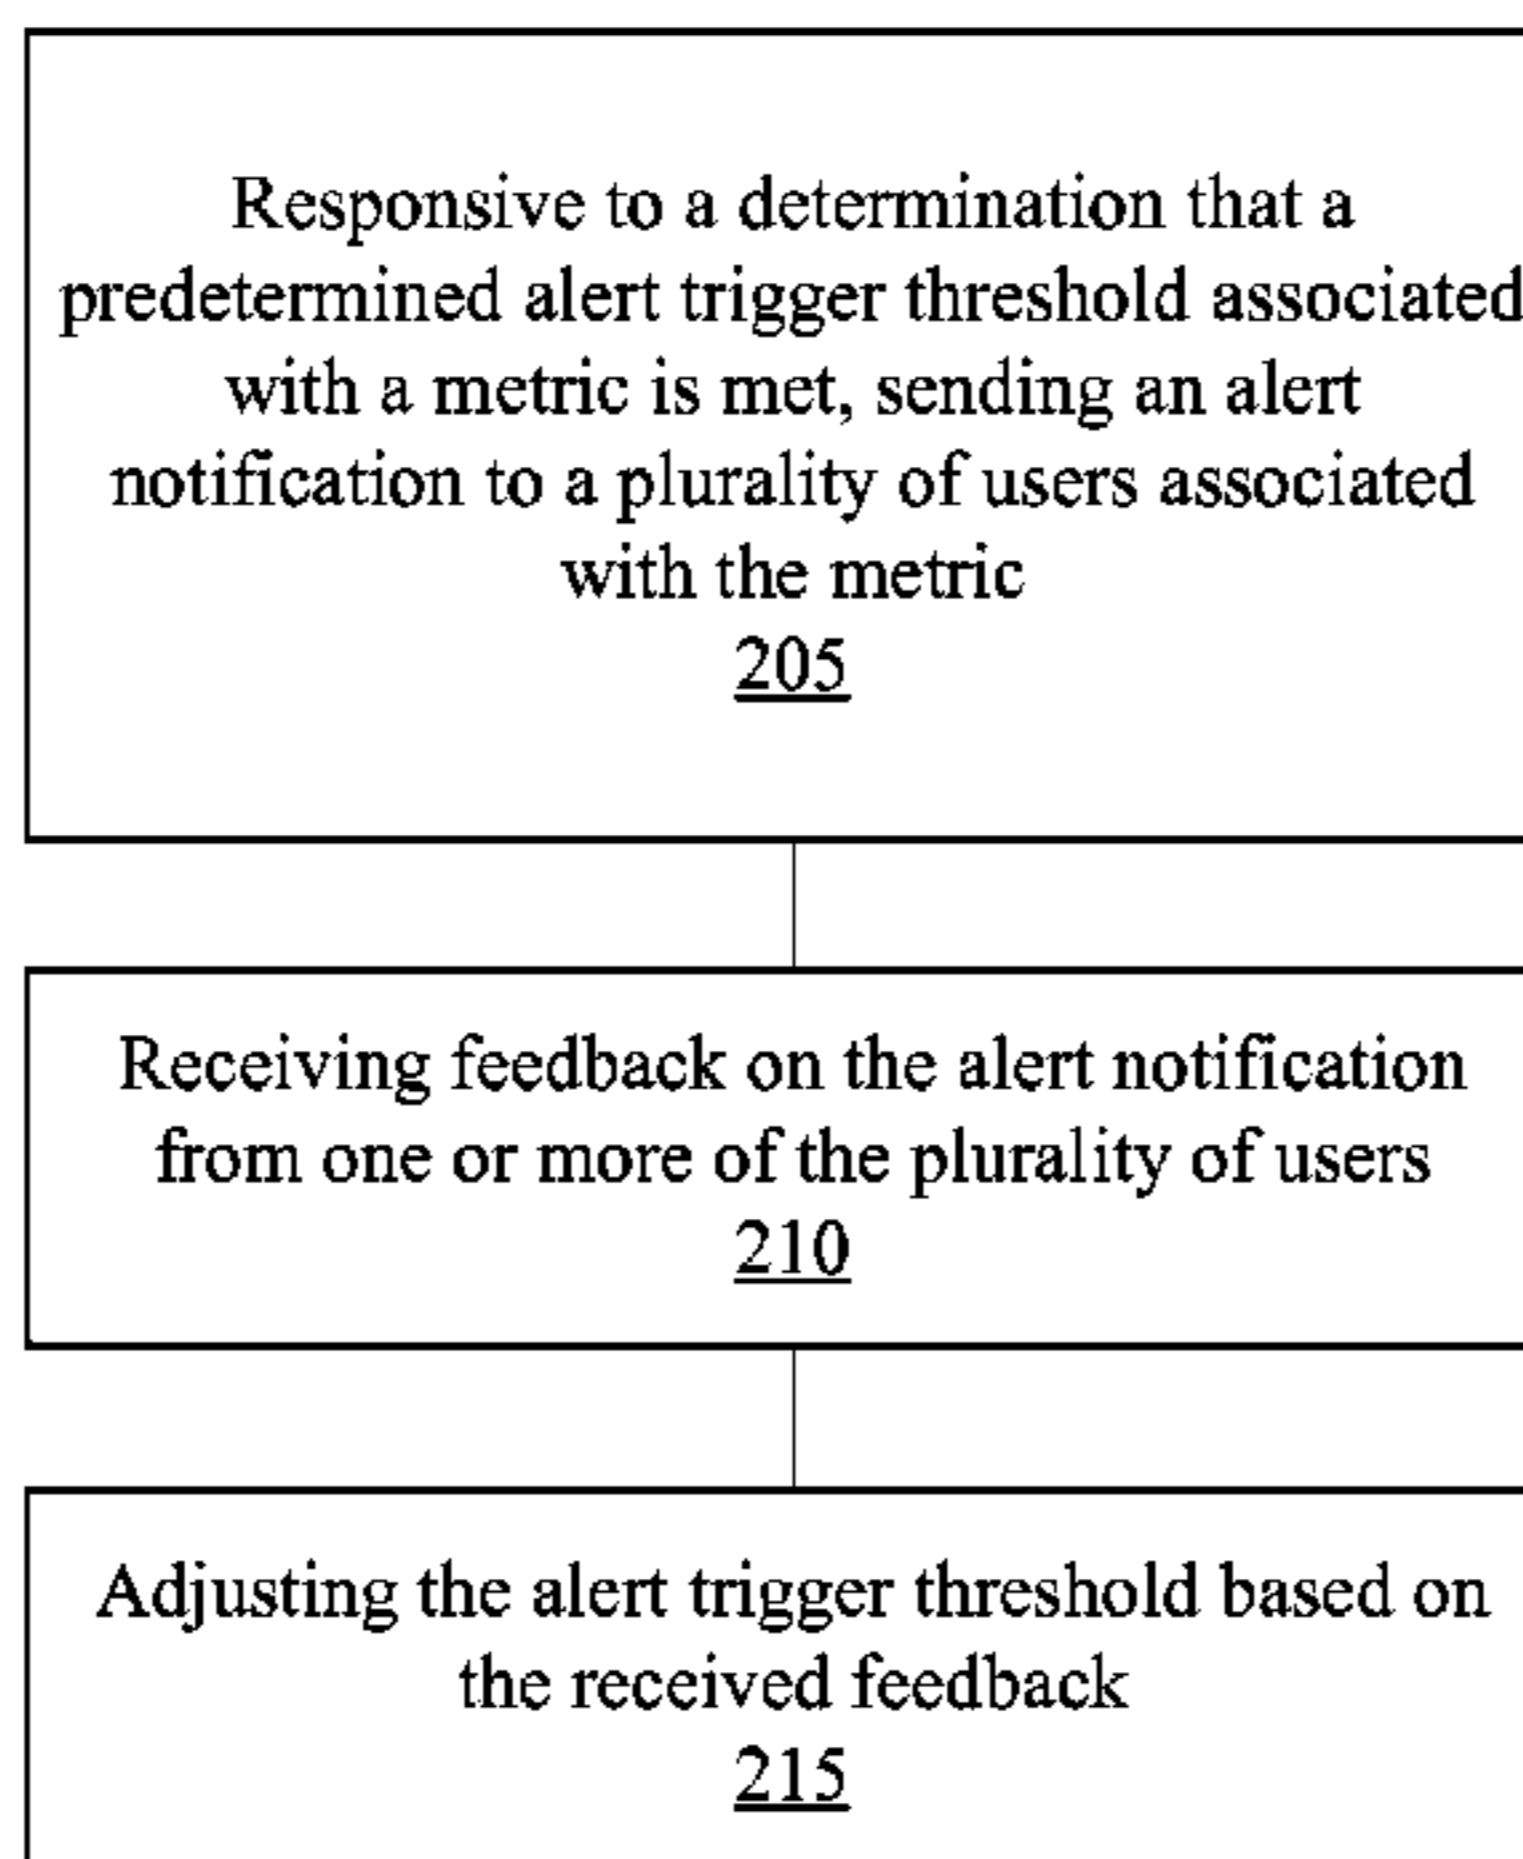 Responsive to a determination that a
predetermined alert trigger threshold associated
with a metric is met, sending an alert
notification to a plurality of users associated
with the metric
205
Receiving feedback on the alert notification
from one or more of the plurality of users
210
Adjusting the alert trigger threshold based on
the received feedback
215